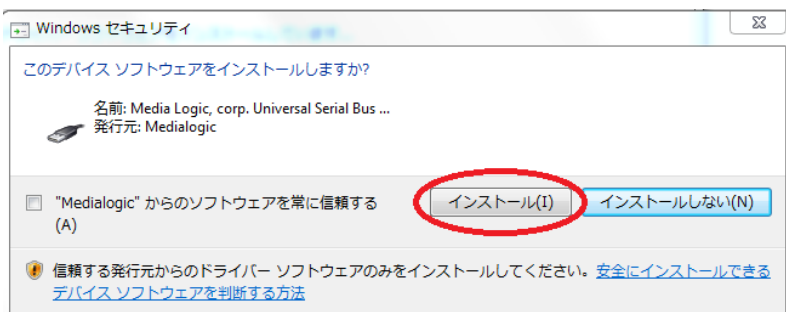 Windows セキュリティ
このデバイス ソフトウェアをインストールしますか?
名前: Media Logic, corp. Universal Serial Bus ...
発行元: Medialogic
"Medialogic" からのソフトウェアを常に信頼する
(A)
インストール(I)
インストールしない(N)
信頼する発行元からのドライバー ソフトウェアのみをインストールしてください。安全にインストールできる
デバイス ソフトウェアを判断する方法